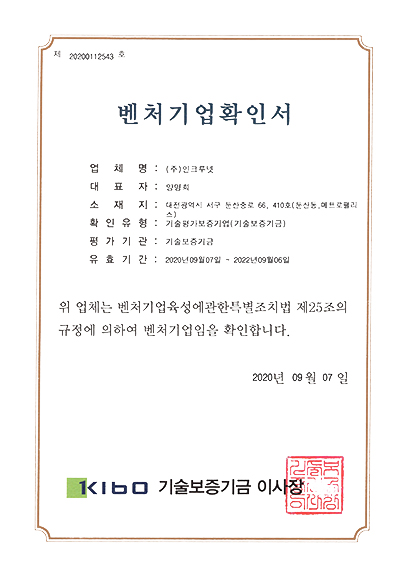 제 20200112543 호
벤처기업확인서
업 체 명 : (주)인크루넷
대 표 자 : 양영희
소 재 지 : 대전광역시 서구 둔산중로 66, 410호(둔산동,메트로팰리
스)
확 인 유 형 : 기술평가보증기업(기술보증기금)
평 가 기 관 : 기술보증기금
유 효 기 간 : 2020년09월07일 ~ 2022년09월06일
위 업체는 벤처기업육성에관한특별조치법 제25조의
규정에 의하여 벤처기업임을 확인합니다.
2020년 09월 07 일
KIBO 기술보증기금 이사장